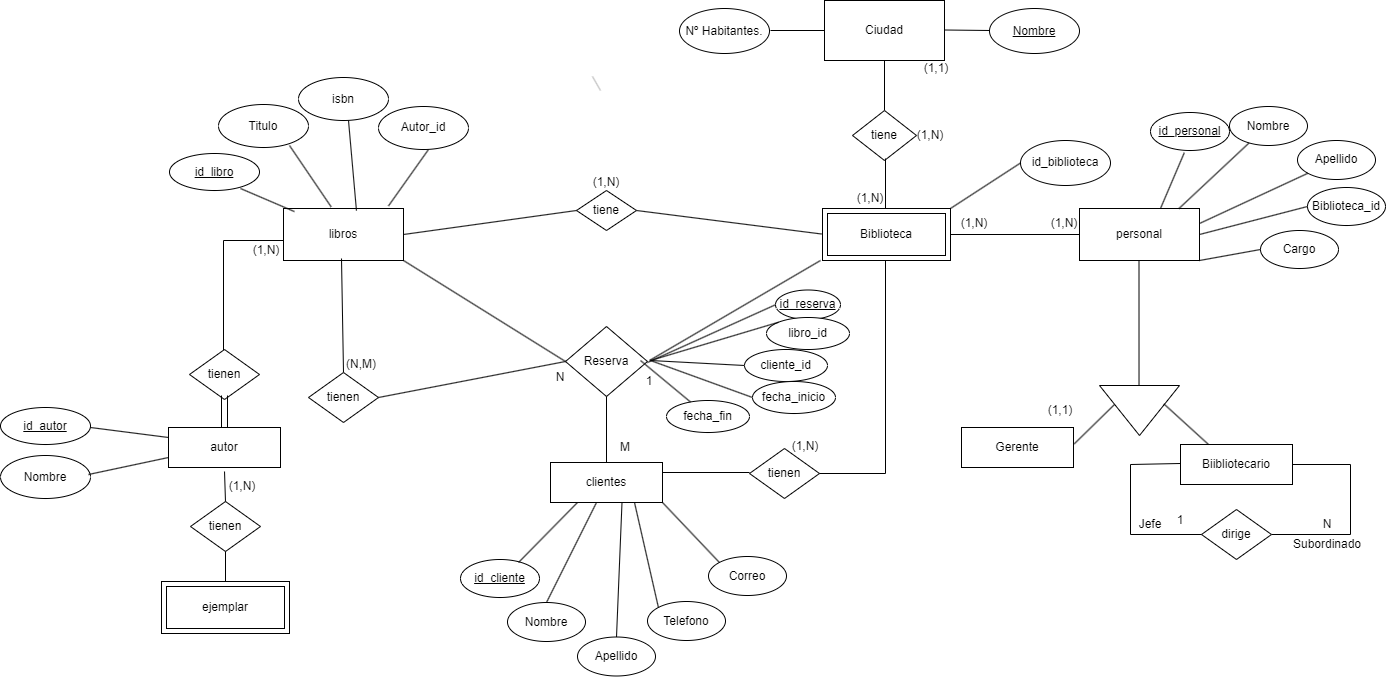 Nº Habitantes.
Ciudad
Nombre
(1,1)
isbn
Titulo
Autor_id
tiene
(1,N)
id_personal
Nombre
id_libro
id_biblioteca
Apellido
(1,N)
(1,N)
tiene
Biblioteca_id
libros
Biblioteca
(1,N)
(1,N)
personal
(1,N)
Cargo
id_reserva
libro_id
(N,M)
Reserva
cliente_id
tienen
N
1
tienen
fecha_inicio
fecha_fin
(1,1)
id_autor
autor
M
(1,N)
Gerente
Biibliotecario
Nombre
clientes
tienen
(1,N)
tienen
Jefe
1
dirige
N
Subordinado
id_cliente
Correo
ejemplar
Nombre
Telefono
Apellido